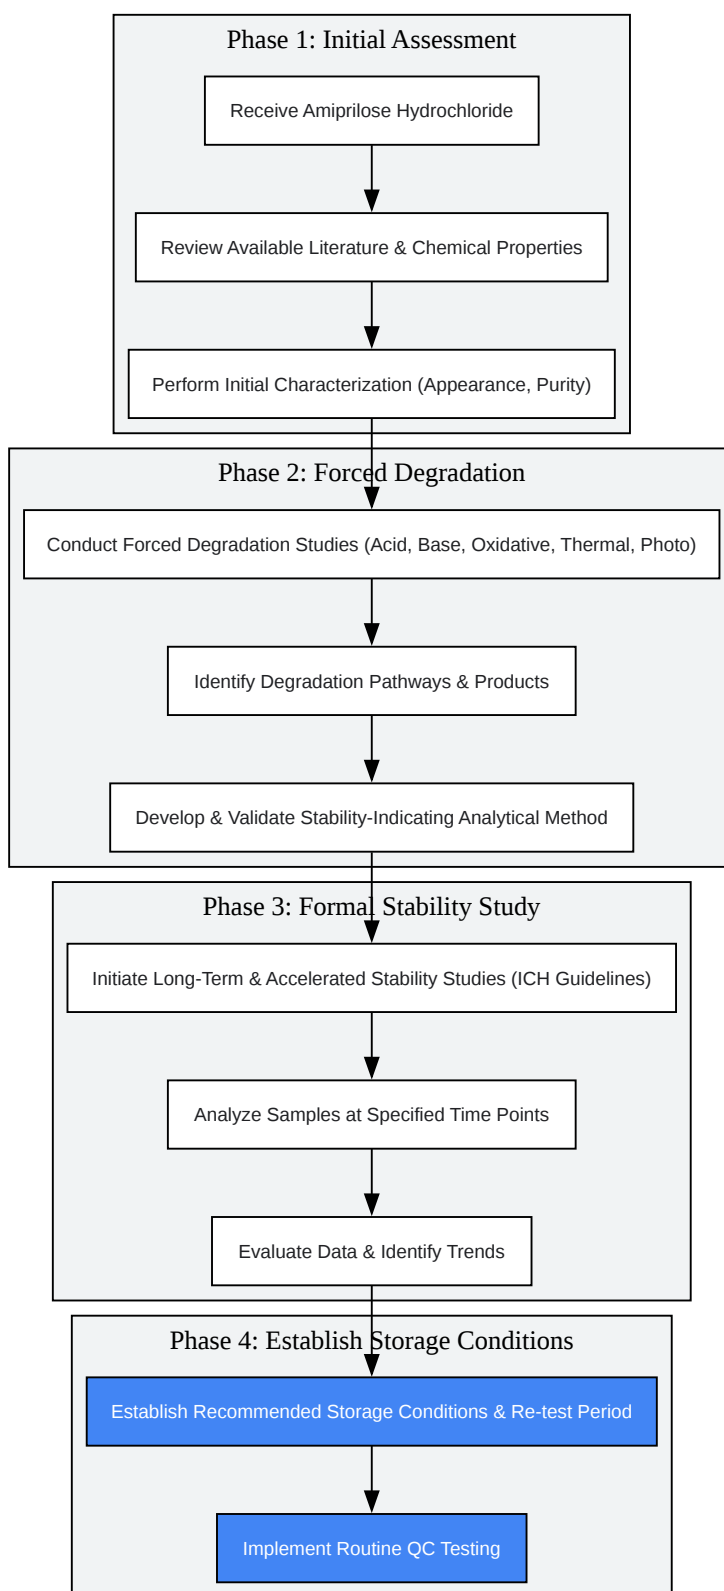 Phase 1: Initial Assessment
Receive Amiprilose Hydrochloride
Review Available Literature & Chemical Properties
Perform Initial Characterization (Appearance, Purity)
Phase 2: Forced Degradation
Conduct Forced Degradation Studies (Acid, Base, Oxidative, Thermal, Photo)
Identify Degradation Pathways & Products
Develop & Validate Stability-Indicating Analytical Method
Phase 3: Formal Stability Study
Initiate Long-Term & Accelerated Stability Studies (ICH Guidelines)
Analyze Samples at Specified Time Points
Evaluate Data & Identify Trends
Phase 4: Establish Storage Conditions
Establish Recommended Storage Conditions & Re-test Period
Implement Routine QC Testing